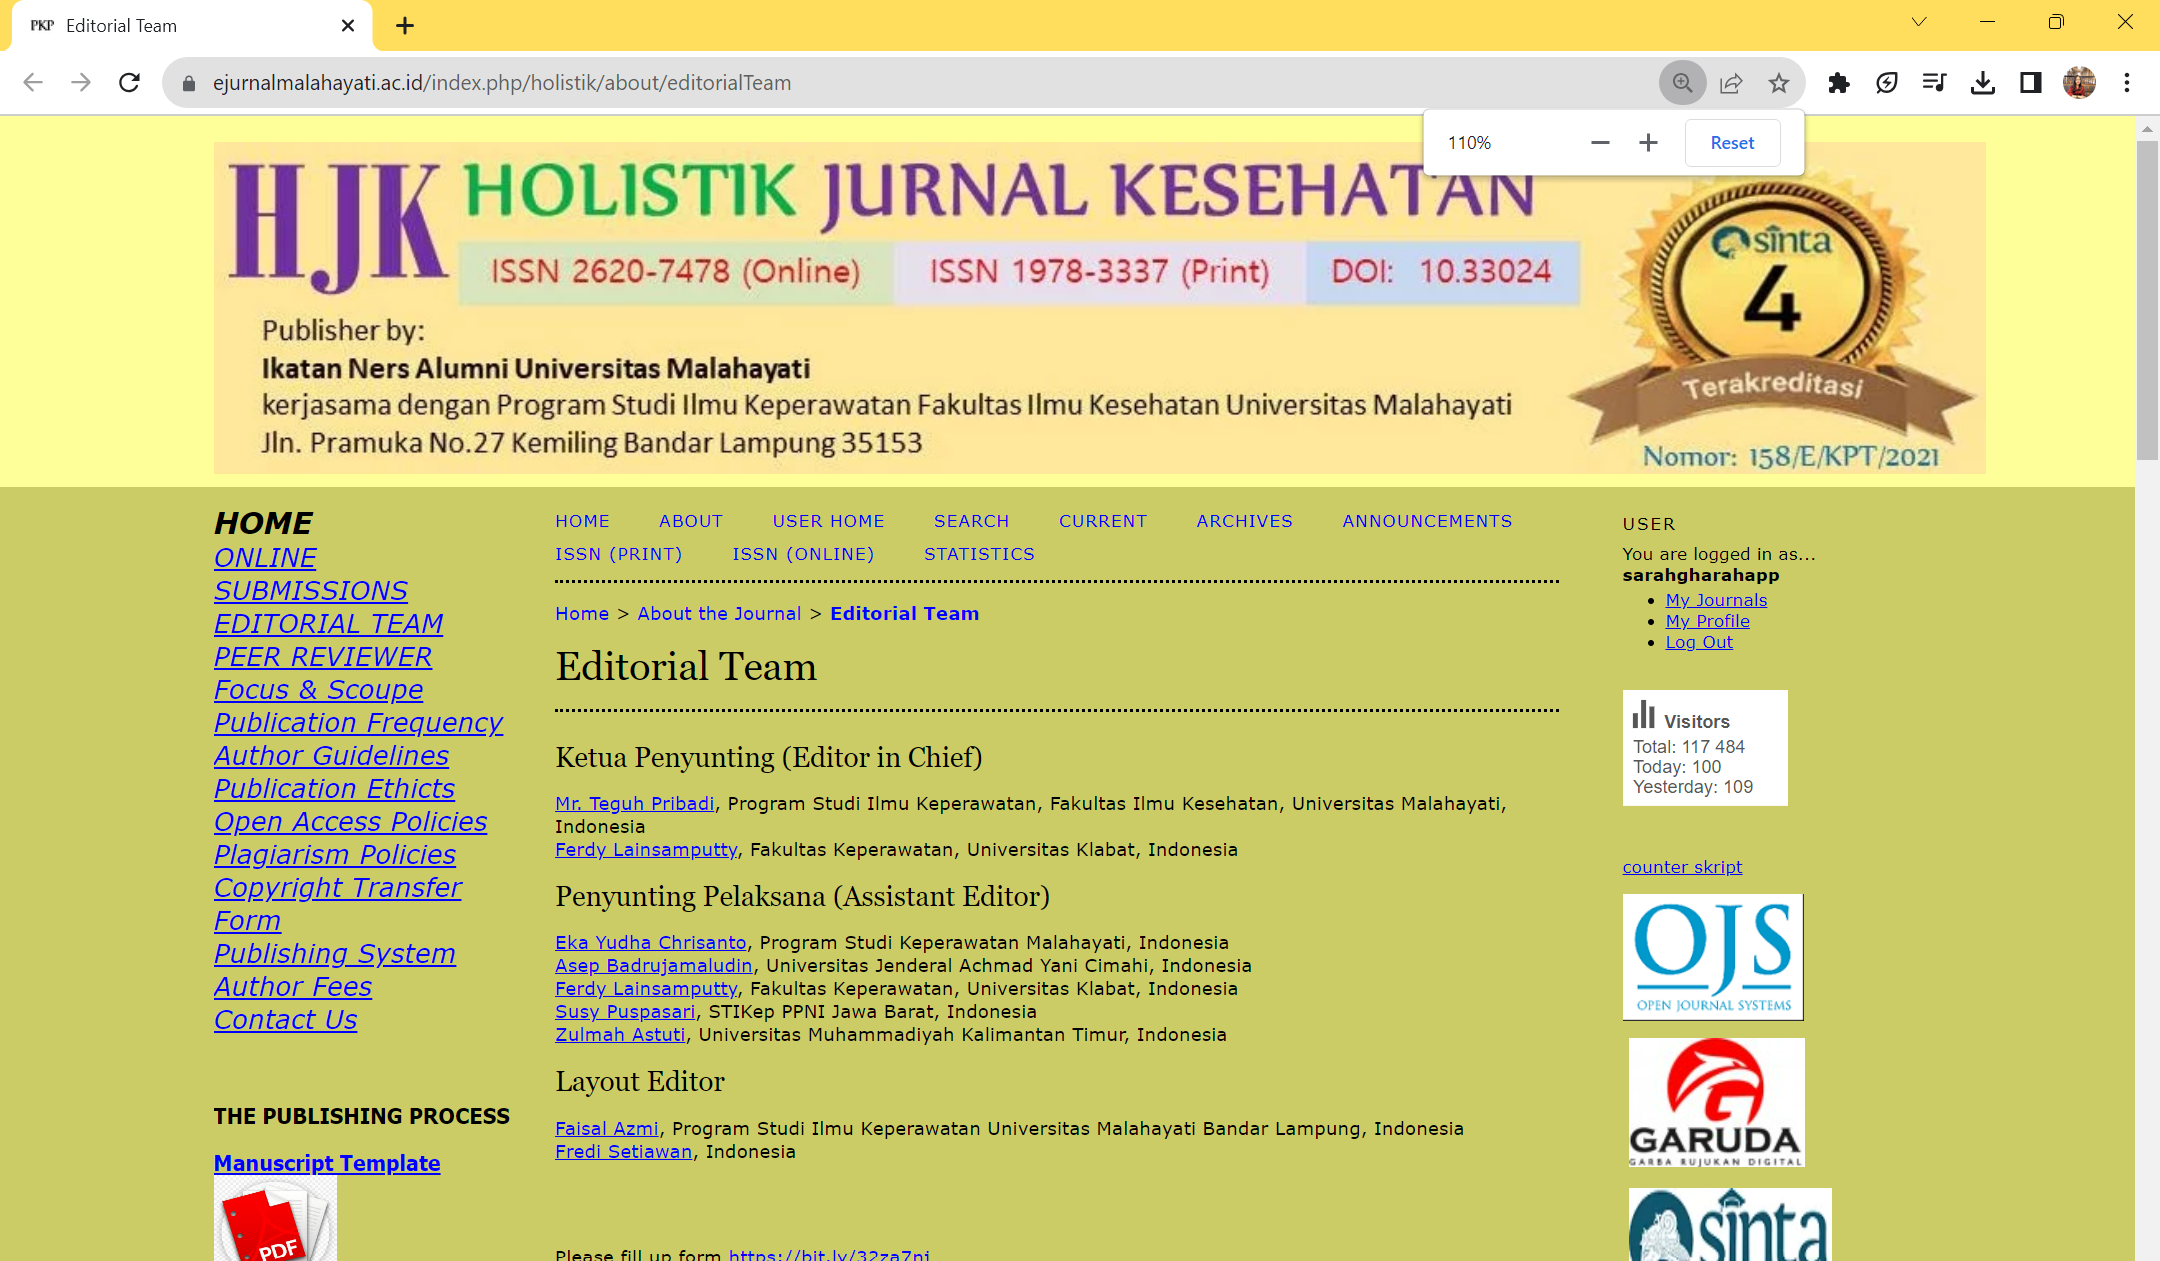 PKP Editorial Team
ejurnalmalahayati.ac.id/index.php/holistik/about/editorialTeam
110% Reset
HJK HOLISTIK JURNAL KESEHATAN
ISSN 2620-7478 (Online) ISSN 1978-3337 (Print) DOI: 10.33024
Publisher by:
Ikatan Ners Alumni Universitas Malahayati
kerjasama dengan Program Studi Ilmu Keperawatan Fakultas Ilmu Kesehatan Universitas Malahayati
Jln. Pramuka No.27 Kemiling Bandar Lampung 35153
sinta
4
Terakreditasi
Nomor: 158/E/KPT/2021
HOME
ONLINE
SUBMISSIONS
EDITORIAL TEAM
PEER REVIEWER
Focus & Scoupe
Publication Frequency
Author Guidelines
Publication Ethicts
Open Access Policies
Plagiarism Policies
Copyright Transfer
Form
Publishing System
Author Fees
Contact Us
THE PUBLISHING PROCESS
Manuscript Template
PDF
HOME ABOUT USER HOME SEARCH CURRENT ARCHIVES ANNOUNCEMENTS
ISSN (PRINT) ISSN (ONLINE) STATISTICS
Home > About the Journal > Editorial Team
Editorial Team
Ketua Penyunting (Editor in Chief)
Mr. Teguh Pribadi, Program Studi Ilmu Keperawatan, Fakultas Ilmu Kesehatan, Universitas Malahayati,
Indonesia
Ferdy Lainsamputty, Fakultas Keperawatan, Universitas Klabat, Indonesia
Penyunting Pelaksana (Assistant Editor)
Eka Yudha Chrisanto, Program Studi Keperawatan Malahayati, Indonesia
Asep Badrujamaludin, Universitas Jenderal Achmad Yani Cimahi, Indonesia
Ferdy Lainsamputty, Fakultas Keperawatan, Universitas Klabat, Indonesia
Susy Puspasari, STIKep PPNI Jawa Barat, Indonesia
Zulmah Astuti, Universitas Muhammadiyah Kalimantan Timur, Indonesia
Layout Editor
Faisal Azmi, Program Studi Ilmu Keperawatan Universitas Malahayati Bandar Lampung, Indonesia
Fredi Setiawan, Indonesia
Please fill up form https://bit.ly/32za7ni
USER
You are logged in as...
sarahgharahapp
My Journals
My Profile
Log Out
Visitors
Total: 117 484
Today: 100
Yesterday: 109
counter skript
OJS
OPEN JOURNAL SYSTEMS
GARUDA
GARBA RUJUKAN DIGITAL
sinta